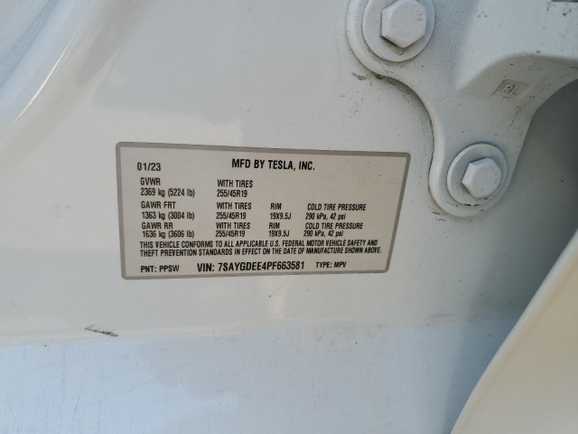 01/23 MFD BY TESLA, INC.
GVWR WITH TIRES
2369 kg (5224 lb) 255/45R19
GAWR FRT WITH TIRES RIM COLD TIRE PRESSURE
1363 kg (3004 lb) 255/45R19 19X9.5J 290 kPa, 42 psi
GAWR RR WITH TIRES RIM COLD TIRE PRESSURE
1636 kg (3606 lb) 255/45R19 19X9.5J 290 kPa, 42 psi
THIS VEHICLE CONFORMS TO ALL APPLICABLE U.S. FEDERAL MOTOR VEHICLE SAFETY AND
THEFT PREVENTION STANDARDS IN EFFECT ON THE DATE OF MANUFACTURE SHOWN ABOVE.
PNT: PPSW VIN: 7SAYGDEE4PF663581 TYPE: MPV